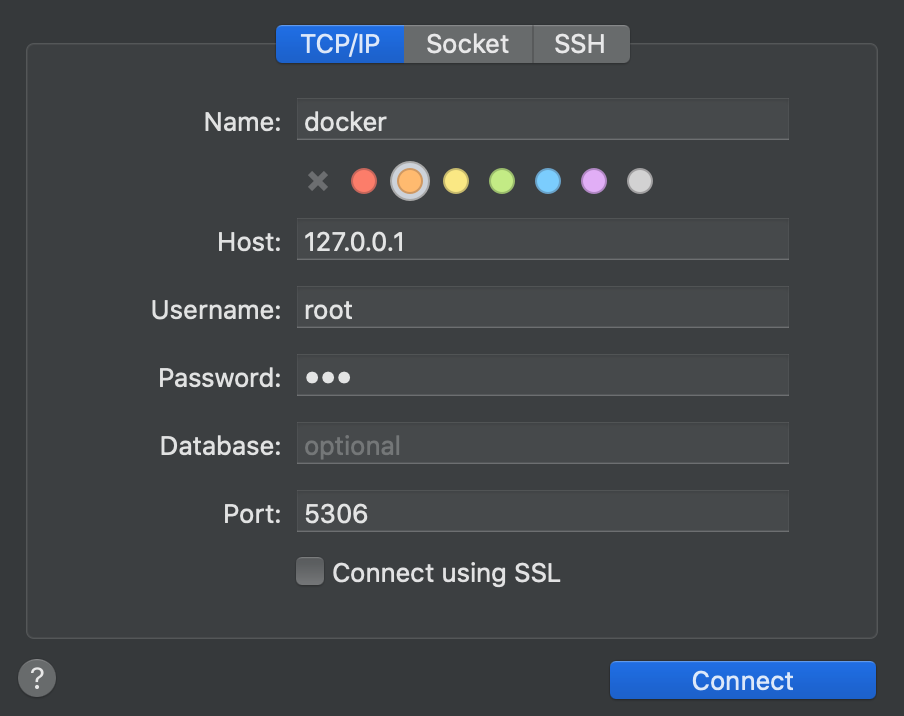 TCP/IP Socket SSH
Name: docker
Host: 127.0.0.1
Username: root
Password: •••
Database: optional
Port: 5306
Connect using SSL
? Connect